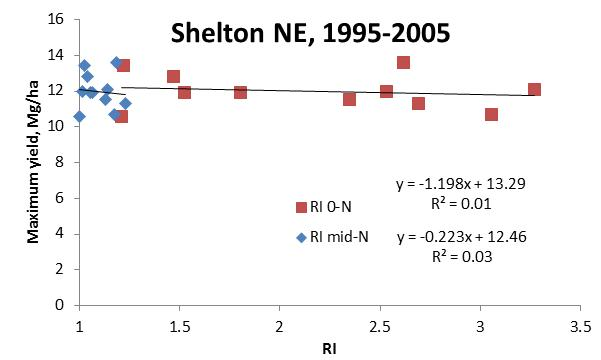 Shelton NE, 1995-2005
Maximum yield, Mg/ha
16
14
12
10
8
6
4
2
0
RI 0-N
y = -1.198x + 13.29
R² = 0.01
RI mid-N
y = -0.223x + 12.46
R² = 0.03
1
1.5
2
2.5
3
3.5
RI